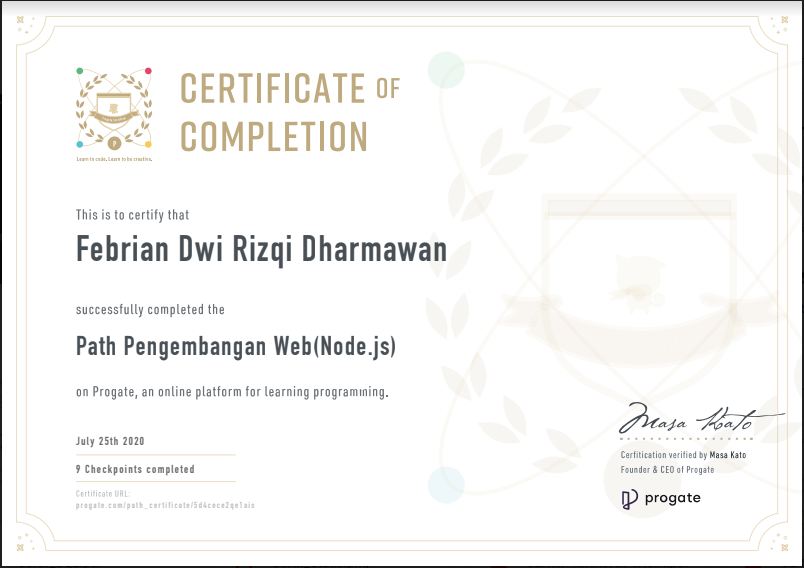 CERTIFICATE OF
COMPLETION
Learn to code. Learn to be creative.
This is to certify that
Febrian Dwi Rizqi Dharmawan
successfully completed the
Path Pengembangan Web(Node.js)
on Progate, an online platform for learning programming.
July 25th 2020
9 Checkpoints completed
Certificate URL:
progate.com/path_certificate/5d4cece2qe1ais
Masa Kato
Cerfitication verified by Masa Kato
Founder & CEO of Progate
progate